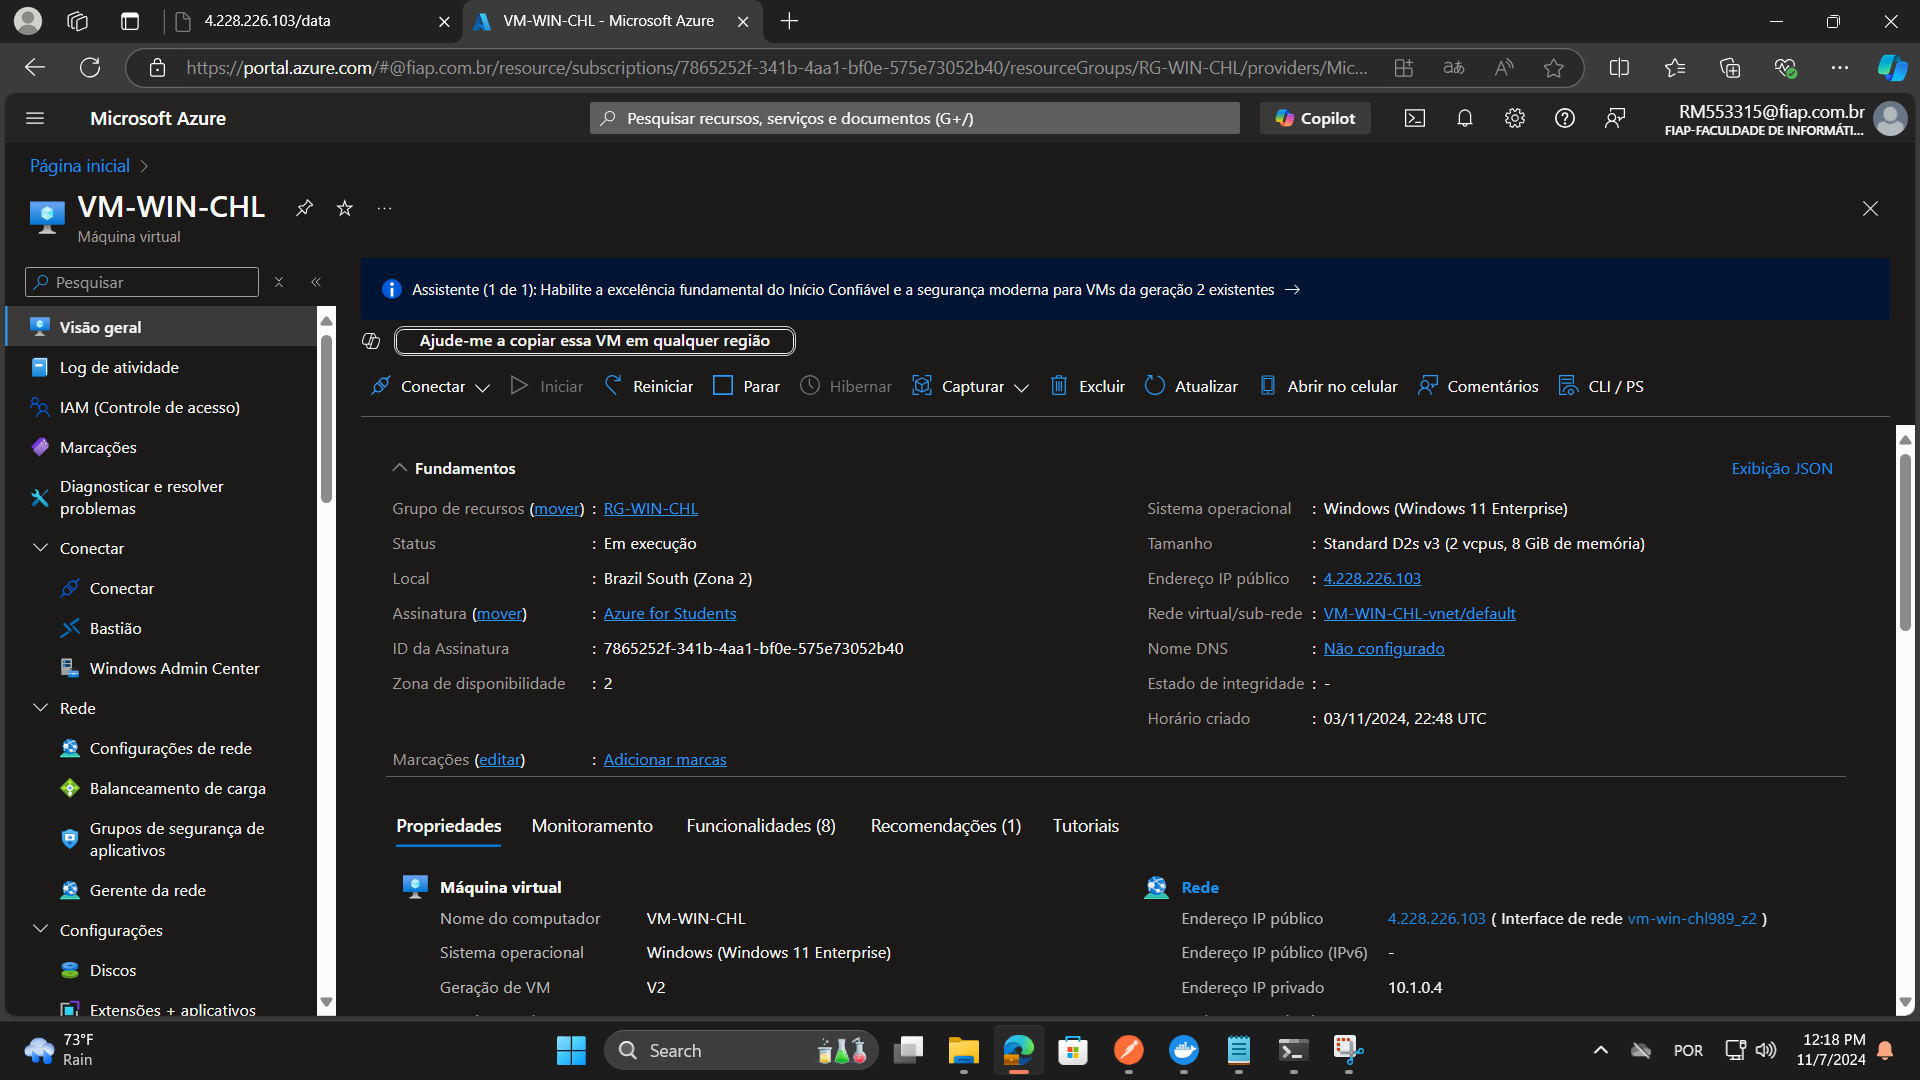 4.228.226.103/data
VM-WIN-CHL - Microsoft Azure
https://portal.azure.com/#@fiap.com.br/resource/subscriptions/7865252f-341b-4aa1-bf0e-575e73052b40/resourceGroups/RG-WIN-CHL/providers/Mic...
Microsoft Azure
Pesquisar recursos, serviços e documentos (G+/)
Copilot
RM553315@fiap.com.br
FIAP-FACULDADE DE INFORMÁTI...
Página inicial
VM-WIN-CHL
Máquina virtual
Pesquisar
Visão geral
Log de atividade
IAM (Controle de acesso)
Marcações
Diagnosticar e resolver
problemas
Conectar
Conectar
Bastião
Windows Admin Center
Rede
Configurações de rede
Balanceamento de carga
Grupos de segurança de
aplicativos
Gerente da rede
Configurações
Discos
Extensões + aplicativos
Assistente (1 de 1): Habilite a excelência fundamental do Início Confiável e a segurança moderna para VMs da geração 2 existentes →
Ajude-me a copiar essa VM em qualquer região
Conectar
Iniciar
Reiniciar
Parar
Hibernar
Capturar
Excluir
Atualizar
Abrir no celular
Comentários
CLI / PS
Fundamentos
Exibição JSON
Grupo de recursos (mover) : RG-WIN-CHL
Status : Em execução
Local : Brazil South (Zona 2)
Assinatura (mover) : Azure for Students
ID da Assinatura : 7865252f-341b-4aa1-bf0e-575e73052b40
Zona de disponibilidade : 2
Sistema operacional : Windows (Windows 11 Enterprise)
Tamanho : Standard D2s v3 (2 vcpus, 8 GiB de memória)
Endereço IP público : 4.228.226.103
Rede virtual/sub-rede : VM-WIN-CHL-vnet/default
Nome DNS : Não configurado
Estado de integridade : -
Horário criado : 03/11/2024, 22:48 UTC
Marcações (editar) : Adicionar marcas
Propriedades
Monitoramento
Funcionalidades (8)
Recomendações (1)
Tutoriais
Máquina virtual
Nome do computador VM-WIN-CHL
Sistema operacional Windows (Windows 11 Enterprise)
Geração de VM V2
Rede
Endereço IP público 4.228.226.103 ( Interface de rede vm-win-chl989_z2 )
Endereço IP público (IPv6) -
Endereço IP privado 10.1.0.4
73°F
Rain
Search
POR
12:18 PM
11/7/2024